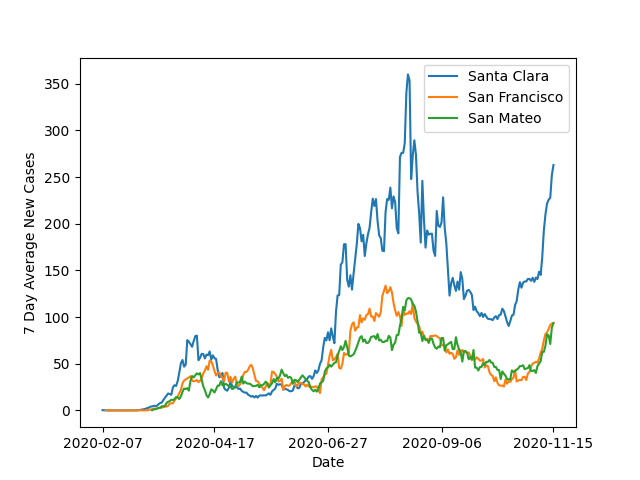 Santa Clara
San Francisco
San Mateo
7 Day Average New Cases
350
300
250
200
150
100
50
0
2020-02-07 2020-04-17 2020-06-27 2020-09-06 2020-11-15
Date